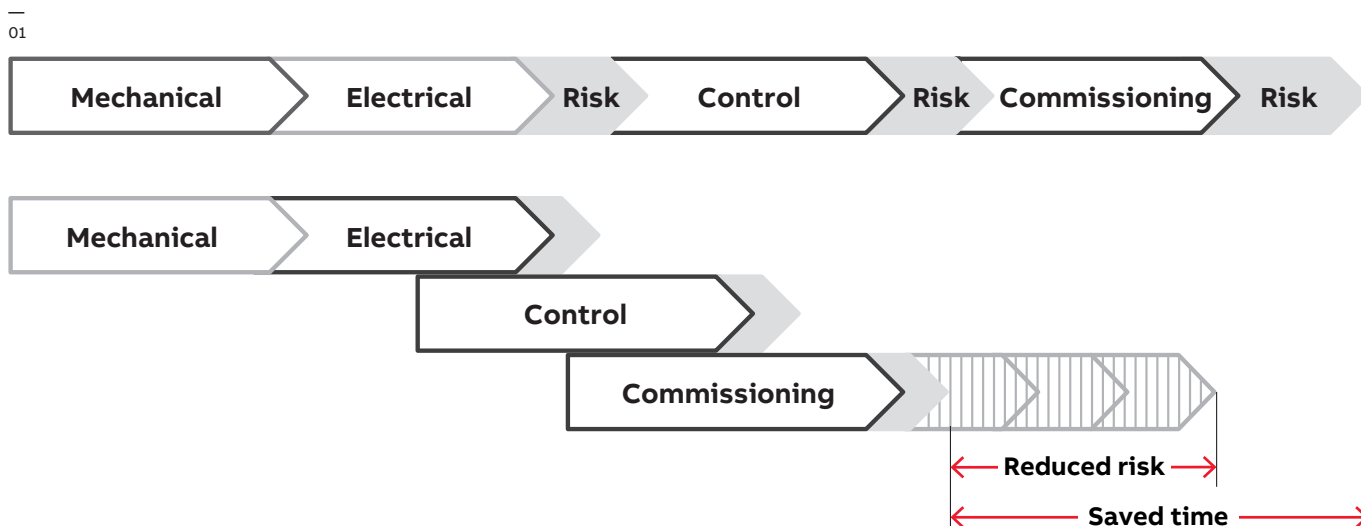 —
01
Mechanical Electrical Risk Control Risk Commissioning Risk
Mechanical Electrical
Control
Commissioning
Reduced risk
Saved time